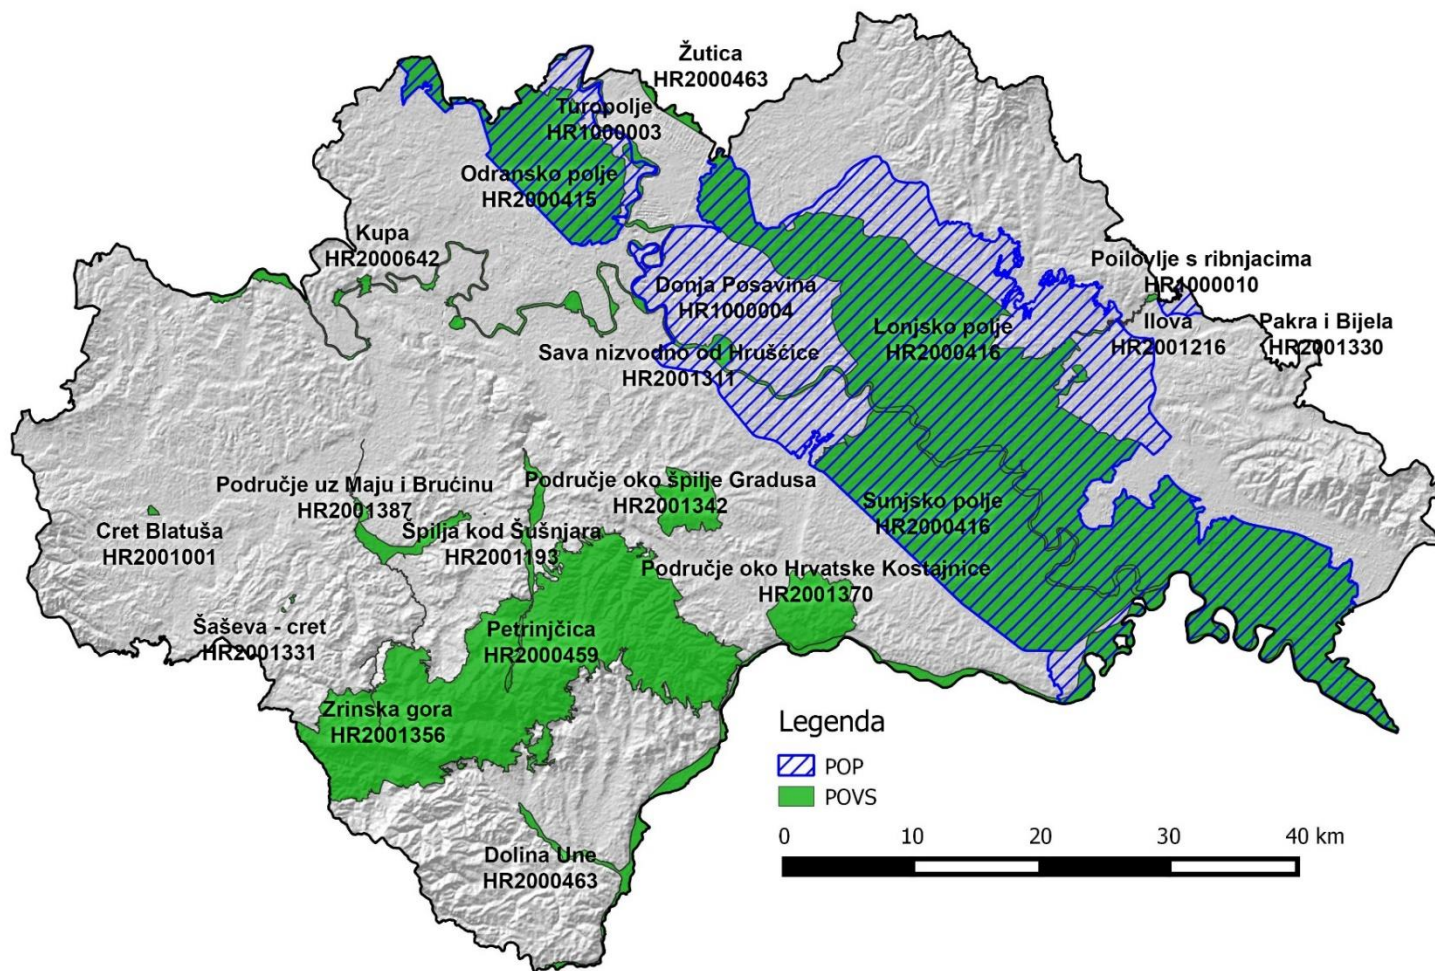 Žutica
HR2000463
Turopolje
HR1000003
Odransko polje
HR2000415
Kupa
HR2000642
Poilovlje s ribnjacima
HR1000010
Donja Posavina
HR1000004
Lonjsko polje
HR2000416
Ilova
HR2001216
Pakra i Bijela
HR2001330
Sava nizvodno od Hrušćice
HR2001311
Područje uz Maju i Brućinu
HR2001387
Područje oko špilje Gradusa
HR2001342
Cret Blatuša
HR2001001
Špilja kod Šušnjara
HR2001193
Sunjsko polje
HR2000416
Područje oko Hrvatske Kostajnice
HR2001370
Šaševa - cret
HR2001331
Petrinjčica
HR2000459
Zrinska gora
HR2001356
Dolina Une
HR2000463
Legenda
POP
POVS
0 10 20 30 40 km